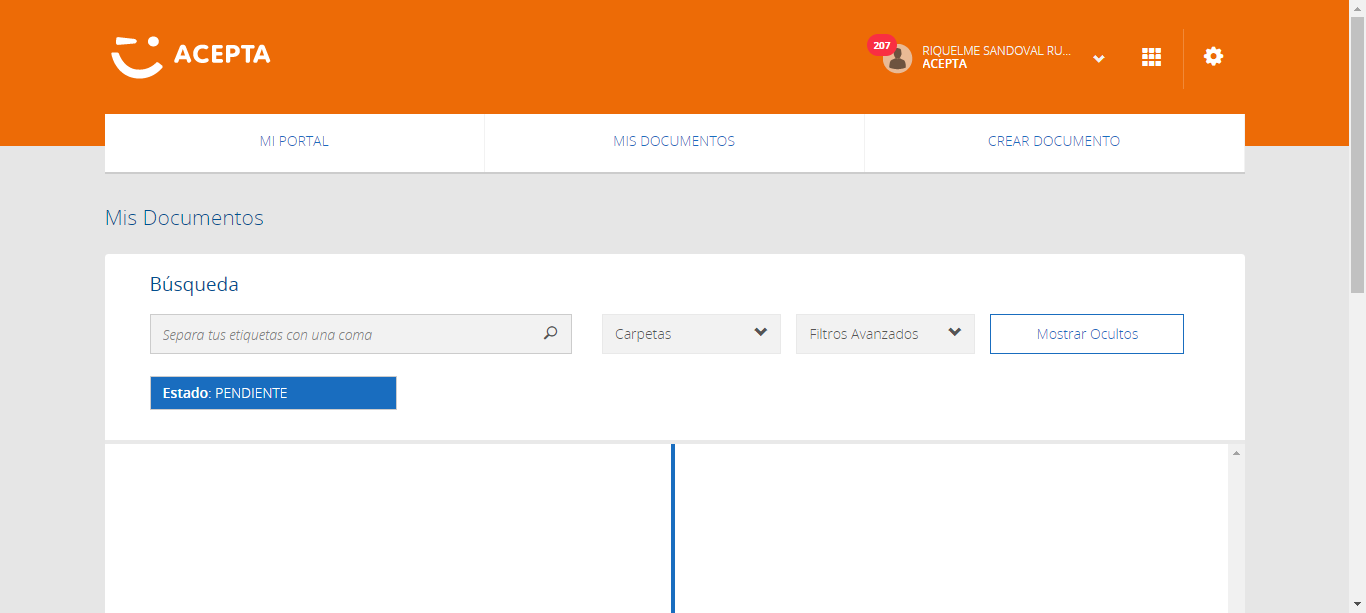 ACEPTA
207
RIQUELME SANDOVAL RU...
ACEPTA
MI PORTAL
MIS DOCUMENTOS
CREAR DOCUMENTO
Mis Documentos
Búsqueda
Separa tus etiquetas con una coma
Carpetas
Filtros Avanzados
Mostrar Ocultos
Estado: PENDIENTE